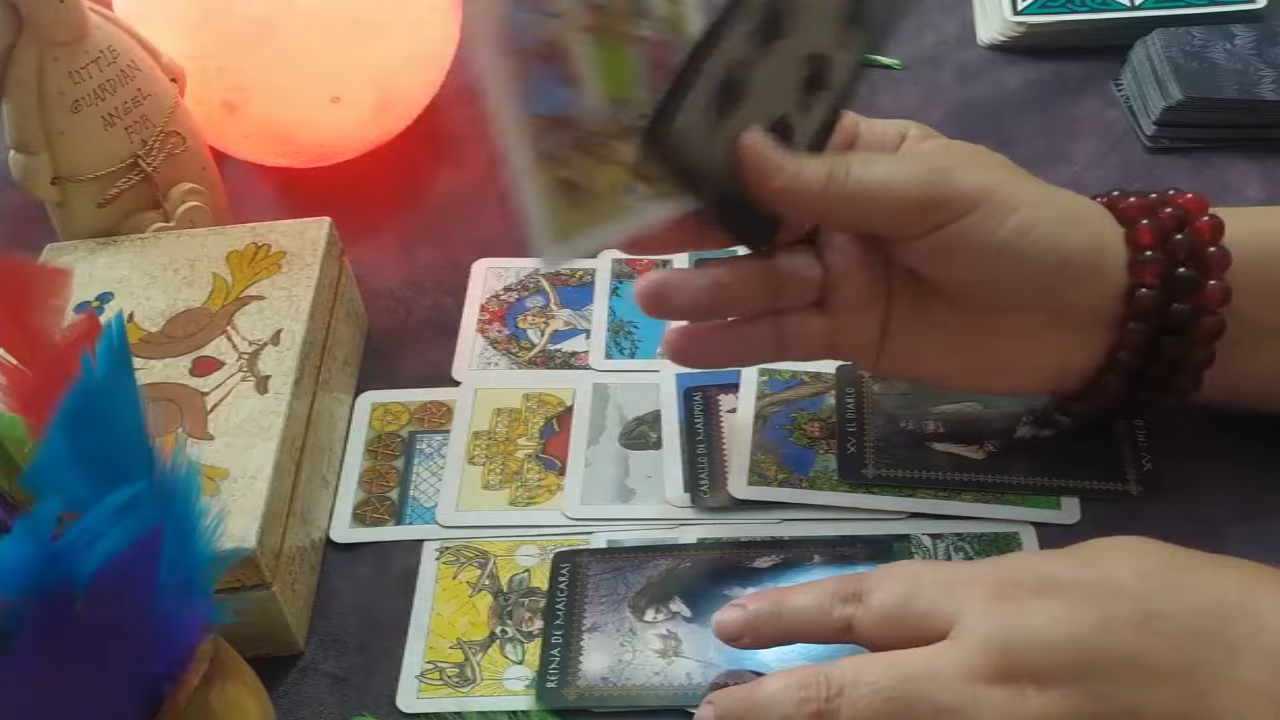 LITTLE
GUARDIAN
ANGEL
FOR
CABALLO DE MARIPOSAS
XV EL DIABLO
REINA DE MASCARAS